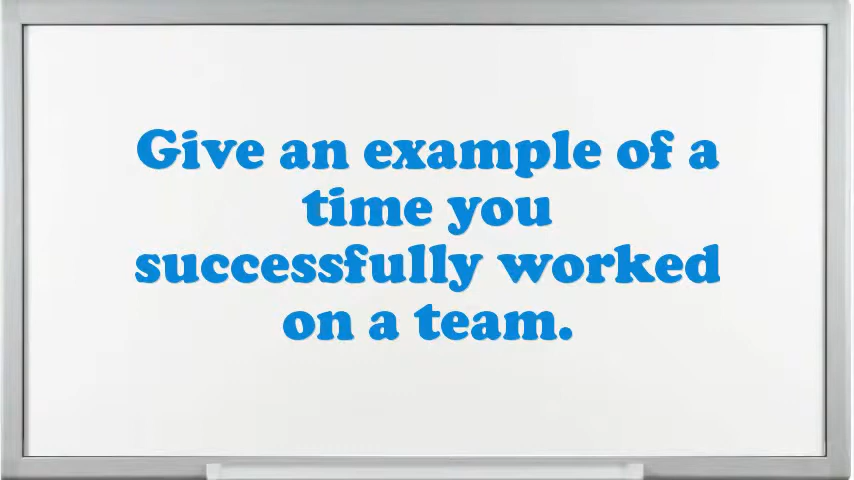 Give an example of a
time you
successfully worked
on a team.